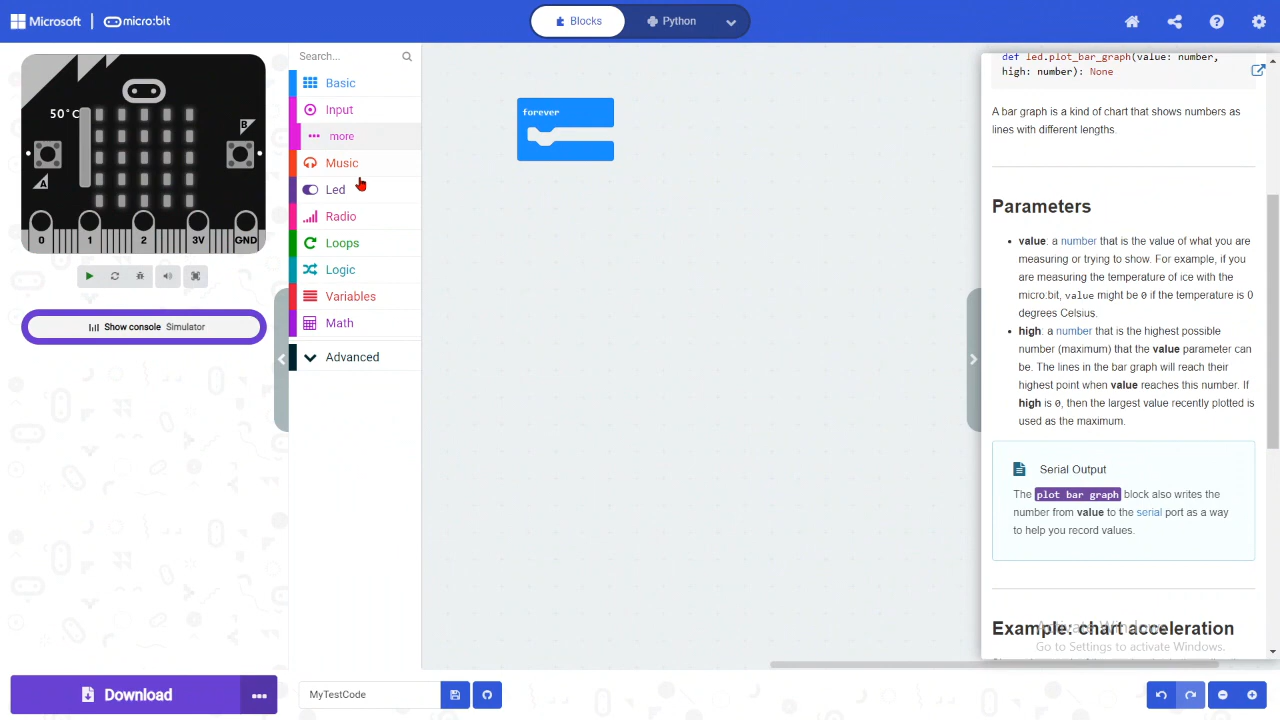 Microsoft | micro:bit
Blocks
Python
Search...
Basic
Input
more
Music
Led
Radio
Loops
Logic
Variables
Math
Advanced
50°C
B
A
0 1 2 3V GND
Show console Simulator
Download
MyTestCode
forever
def led.plot_bar_graph(value: number,
high: number): None
A bar graph is a kind of chart that shows numbers as
lines with different lengths.
Parameters
• value: a number that is the value of what you are
measuring or trying to show. For example, if you
are measuring the temperature of ice with the
micro:bit, value might be 0 if the temperature is 0
degrees Celsius.
• high: a number that is the highest possible
number (maximum) that the value parameter can
be. The lines in the bar graph will reach their
highest point when value reaches this number. If
high is 0, then the largest value recently plotted is
used as the maximum.
Serial Output
The plot bar graph block also writes the
number from value to the serial port as a way
to help you record values.
Example: chart acceleration
Activate Windows
Go to Settings to activate Windows.